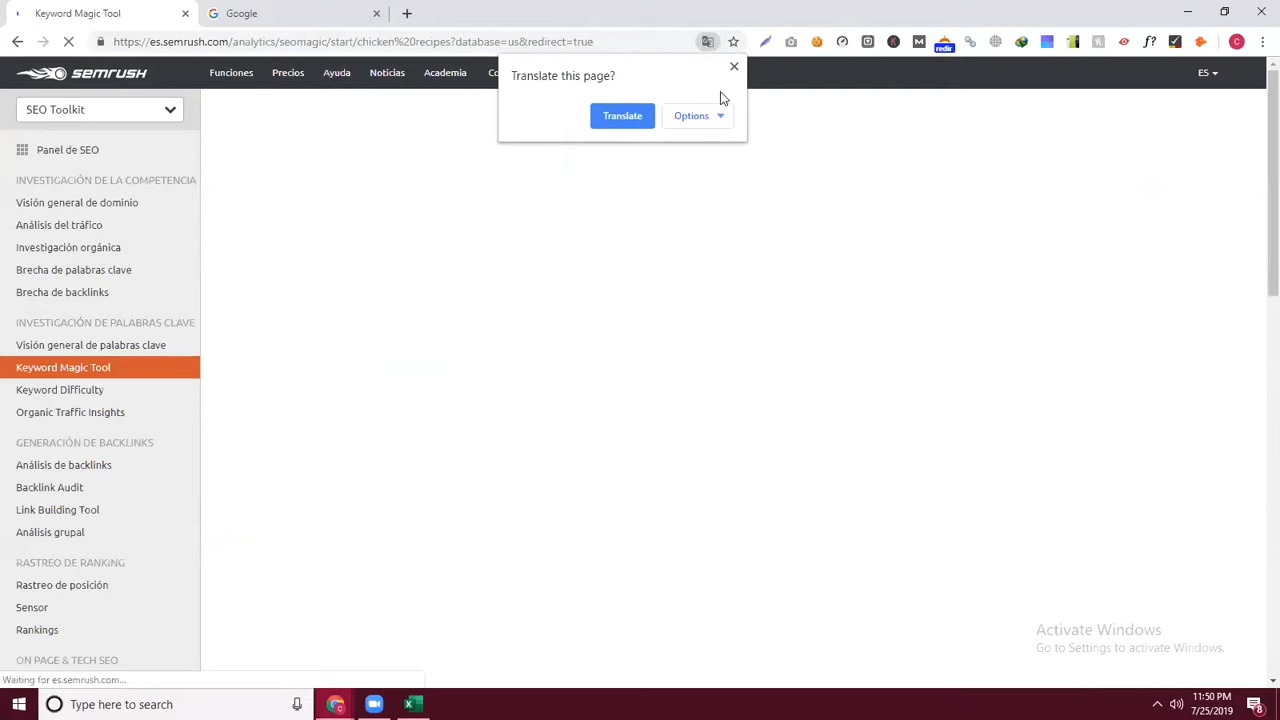 Keyword Magic Tool
Google
https://es.semrush.com/analytics/seomagic/start/chicken%20recipes?database=us&redirect=true
redir
SEMRUSH
Funciones
Precios
Ayuda
Noticias
Academia
Co
ES
Translate this page?
Translate
Options
SEO Toolkit
Panel de SEO
INVESTIGACIÓN DE LA COMPETENCIA
Visión general de dominio
Análisis del tráfico
Investigación orgánica
Brecha de palabras clave
Brecha de backlinks
INVESTIGACIÓN DE PALABRAS CLAVE
Visión general de palabras clave
Keyword Magic Tool
Keyword Difficulty
Organic Traffic Insights
GENERACIÓN DE BACKLINKS
Análisis de backlinks
Backlink Audit
Link Building Tool
Análisis grupal
RASTREO DE RANKING
Rastreo de posición
Sensor
Rankings
ON PAGE & TECH SEO
Waiting for es.semrush.com...
Activate Windows
Go to Settings to activate Windows.
Type here to search
11:50 PM
7/25/2019
8